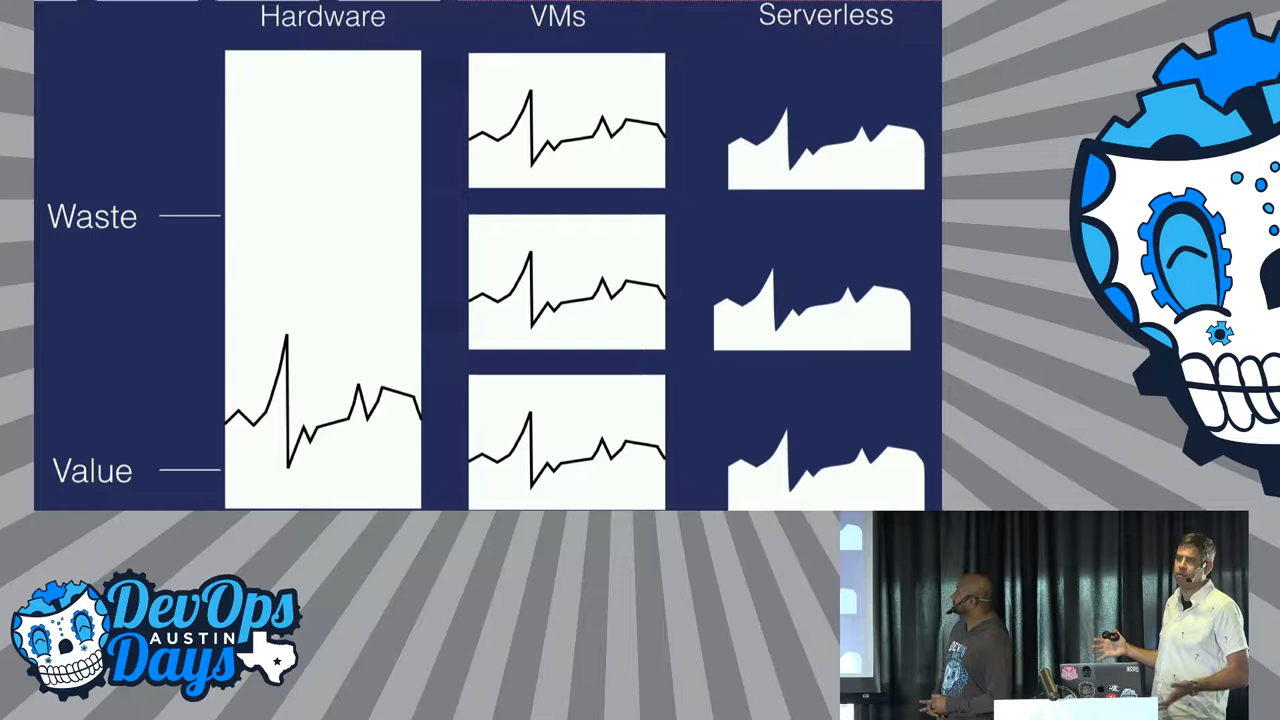 Hardware
VMs
Serverless
Waste
Value
DevOps
AUSTIN
Days